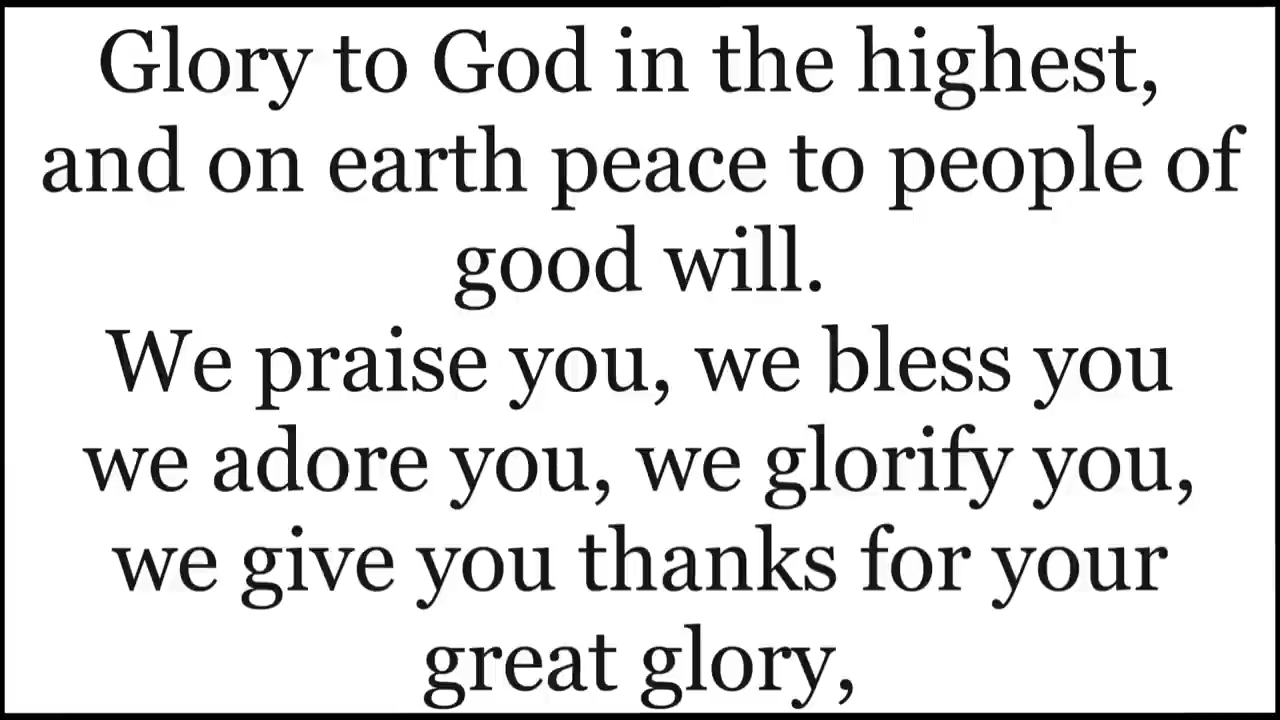 Glory to God in the highest,
and on earth peace to people of
good will.
We praise you, we bless you
we adore you, we glorify you,
we give you thanks for your
great glory,